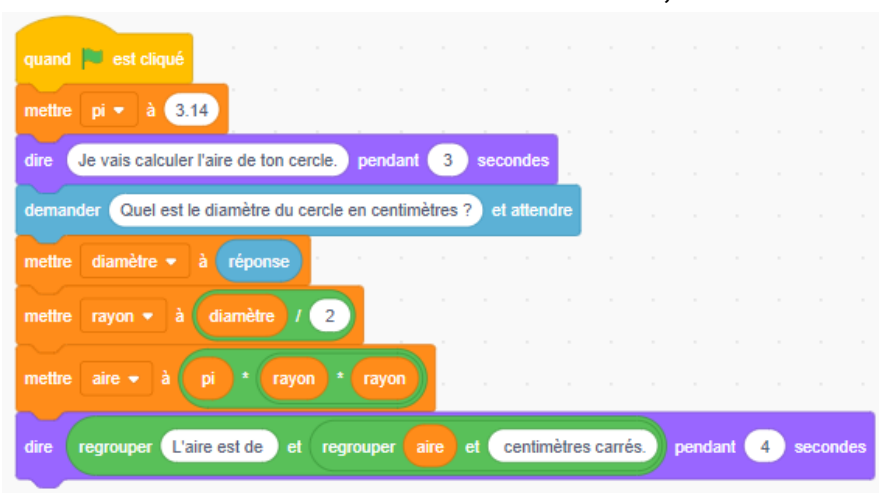 quand est cliqué
mettre pi à 3.14
dire Je vais calculer l'aire de ton cercle. pendant 3 secondes
demander Quel est le diamètre du cercle en centimètres ? et attendre
mettre diamètre à réponse
mettre rayon à diamètre / 2
mettre aire à pi * rayon * rayon
dire regrouper L'aire est de et regrouper aire et centimètres carrés. pendant 4 secondes